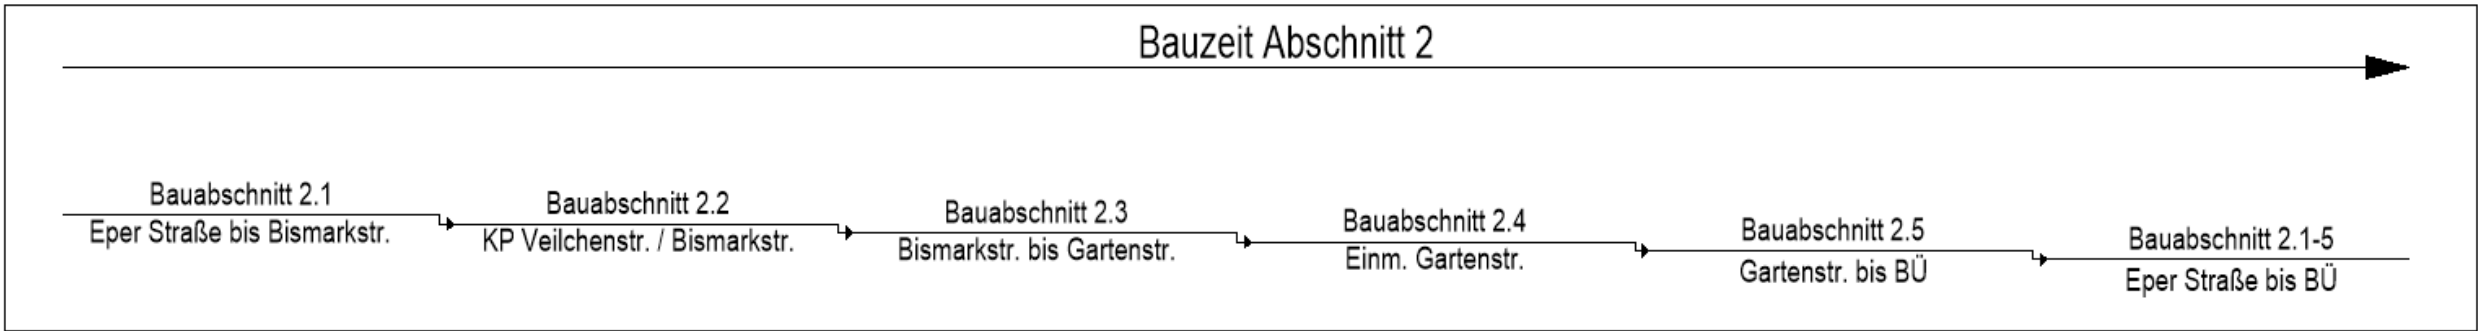 Bauzeit Abschnitt 2
Bauabschnitt 2.1
Eper Straße bis Bismarkstr.
Bauabschnitt 2.2
KP Veilchenstr. / Bismarkstr.
Bauabschnitt 2.3
Bismarkstr. bis Gartenstr.
Bauabschnitt 2.4
Einm. Gartenstr.
Bauabschnitt 2.5
Gartenstr. bis BÜ
Bauabschnitt 2.1-5
Eper Straße bis BÜ